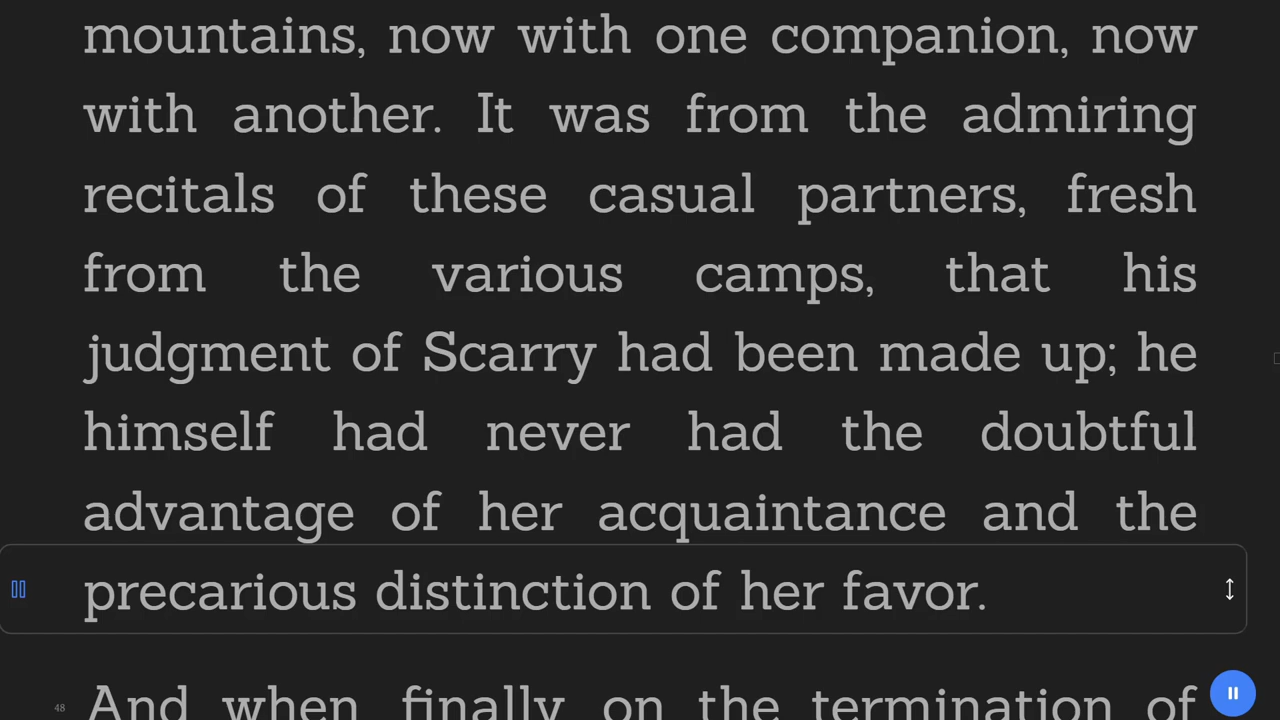 mountains, now with one companion, now
with another. It was from the admiring
recitals of these casual partners, fresh
from the various camps, that his
judgment of Scarry had been made up; he
himself had never had the doubtful
advantage of her acquaintance and the
precarious distinction of her favor.
48
And when finally on the termination of